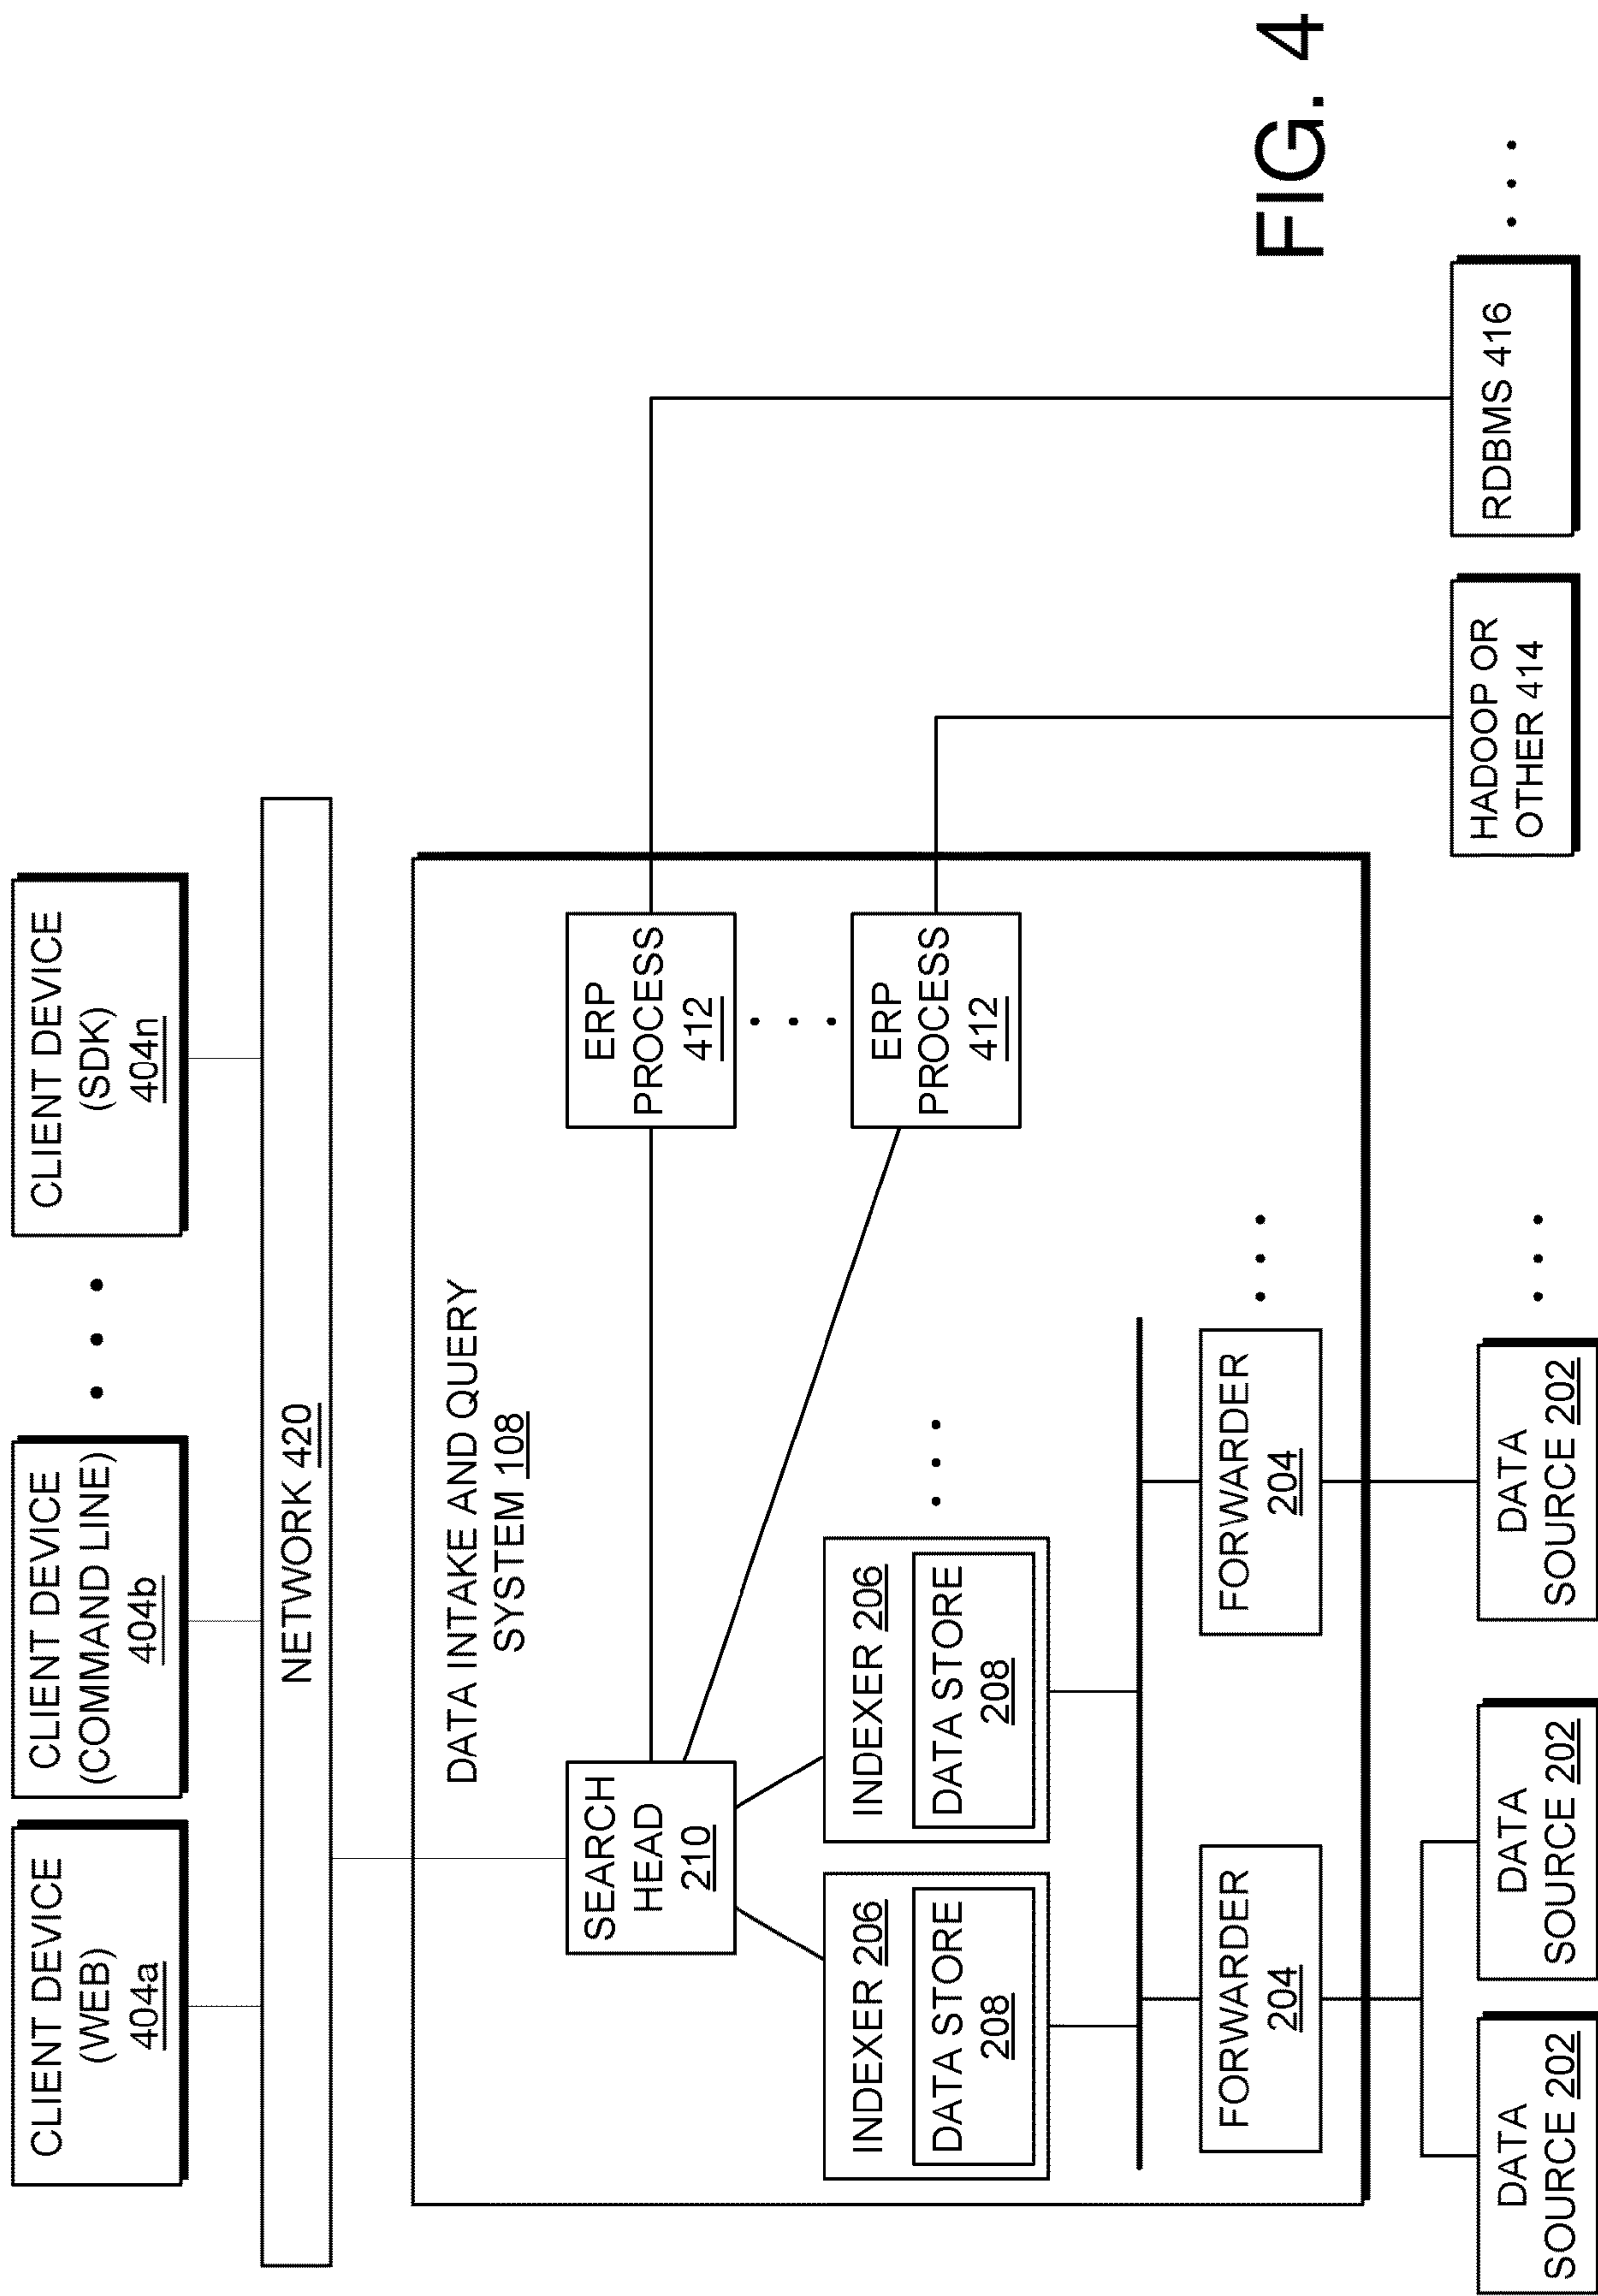 CLIENT DEVICE
(WEB)
404a
CLIENT DEVICE
(COMMAND LINE)
404b
CLIENT DEVICE
(SDK)
404n
NETWORK 420
DATA INTAKE AND QUERY
SYSTEM 108
SEARCH
HEAD
210
ERP
PROCESS
412
ERP
PROCESS
412
INDEXER 206
DATA STORE
208
INDEXER 206
DATA STORE
208
FORWARDER
204
FORWARDER
204
DATA
SOURCE 202
DATA
SOURCE 202
DATA
SOURCE 202
HADOOP OR
OTHER 414
RDBMS 416
FIG. 4